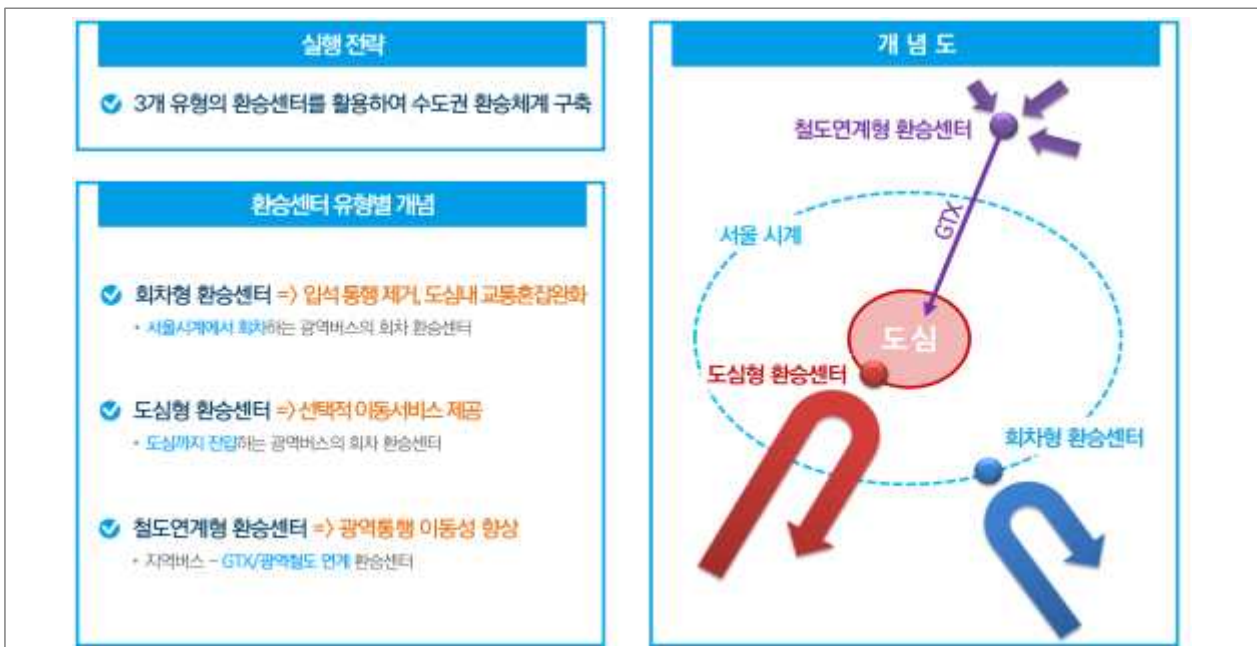 실행 전략
3개 유형의 환승센터를 활용하여 수도권 환승체계 구축
환승센터 유형별 개념
회차형 환승센터 => 입석 통행 제거, 도심내 교통혼잡완화
• 서울시계에서 회차하는 광역버스의 회차 환승센터
도심형 환승센터 => 선택적 이동서비스 제공
• 도심까지 진입하는 광역버스의 회차 환승센터
철도연계형 환승센터 => 광역통행 이동성 향상
• 지역버스 - GTX/광역철도 연계 환승센터
개 념 도
철도연계형 환승센터
GTX
서울 시계
도심
도심형 환승센터
회차형 환승센터